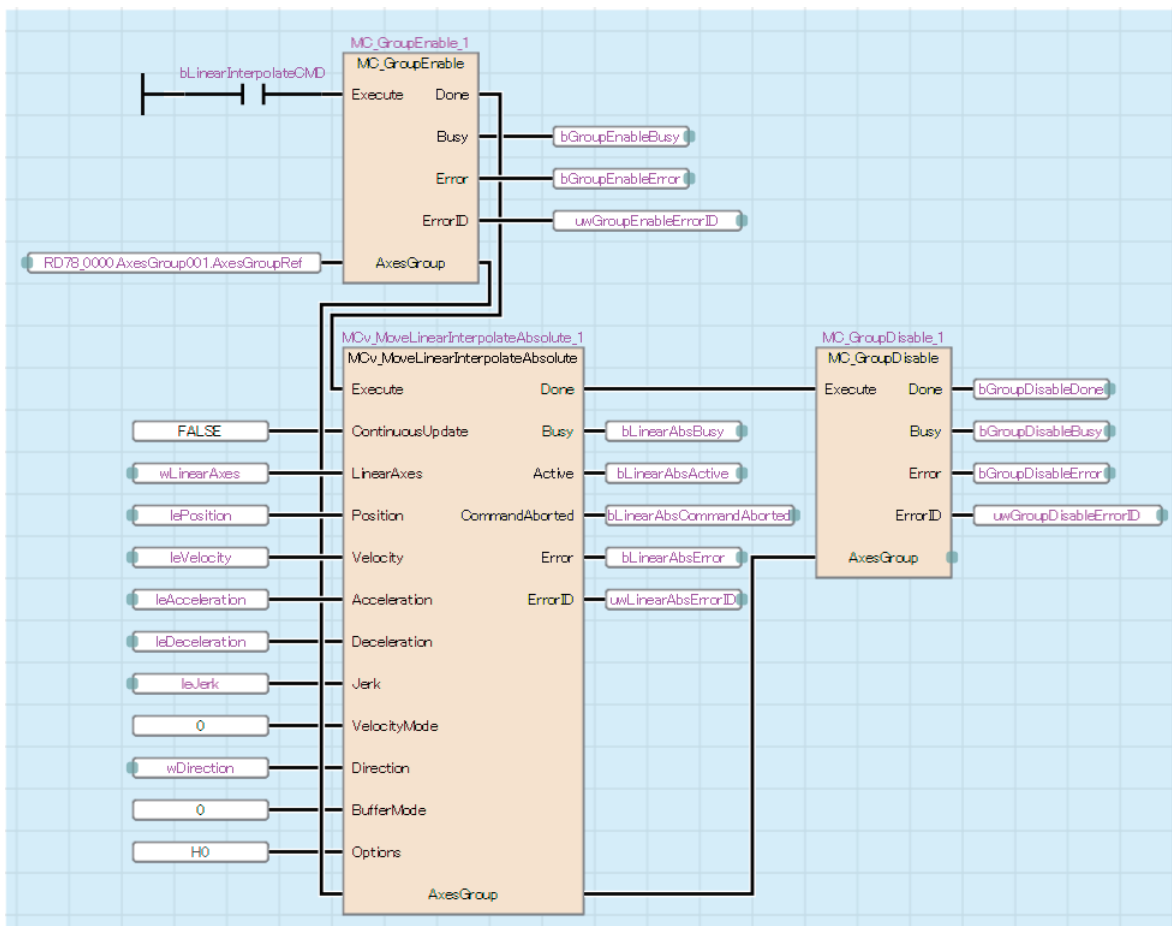 MC_GroupEnable_1
MC_GroupEnable
bLinearInterpolateCMD
Execute Done
Busy bGroupEnableBusy
Error bGroupEnableError
ErrorID uwGroupEnableErrorID
RD78_0000.AxesGroup001.AxesGroupRef AxesGroup
MCv_MoveLinearInterpolateAbsolute_1 MC_GroupDisable_1
MCv_MoveLinearInterpolateAbsolute MC_GroupDisable
Execute Done Execute Done bGroupDisableDone
FALSE ContinuousUpdate Busy bLinearAbsBusy Busy bGroupDisableBusy
wLinearAxes LinearAxes Active bLinearAbsActive Error bGroupDisableError
lePosition Position CommandAborted bLinearAbsCommandAborted ErrorID uwGroupDisableErrorID
leVelocity Velocity Error bLinearAbsError AxesGroup
leAcceleration Acceleration ErrorID uwLinearAbsErrorID
leDeceleration Deceleration
leJerk Jerk
0 VelocityMode
wDirection Direction
0 BufferMode
H0 Options
AxesGroup